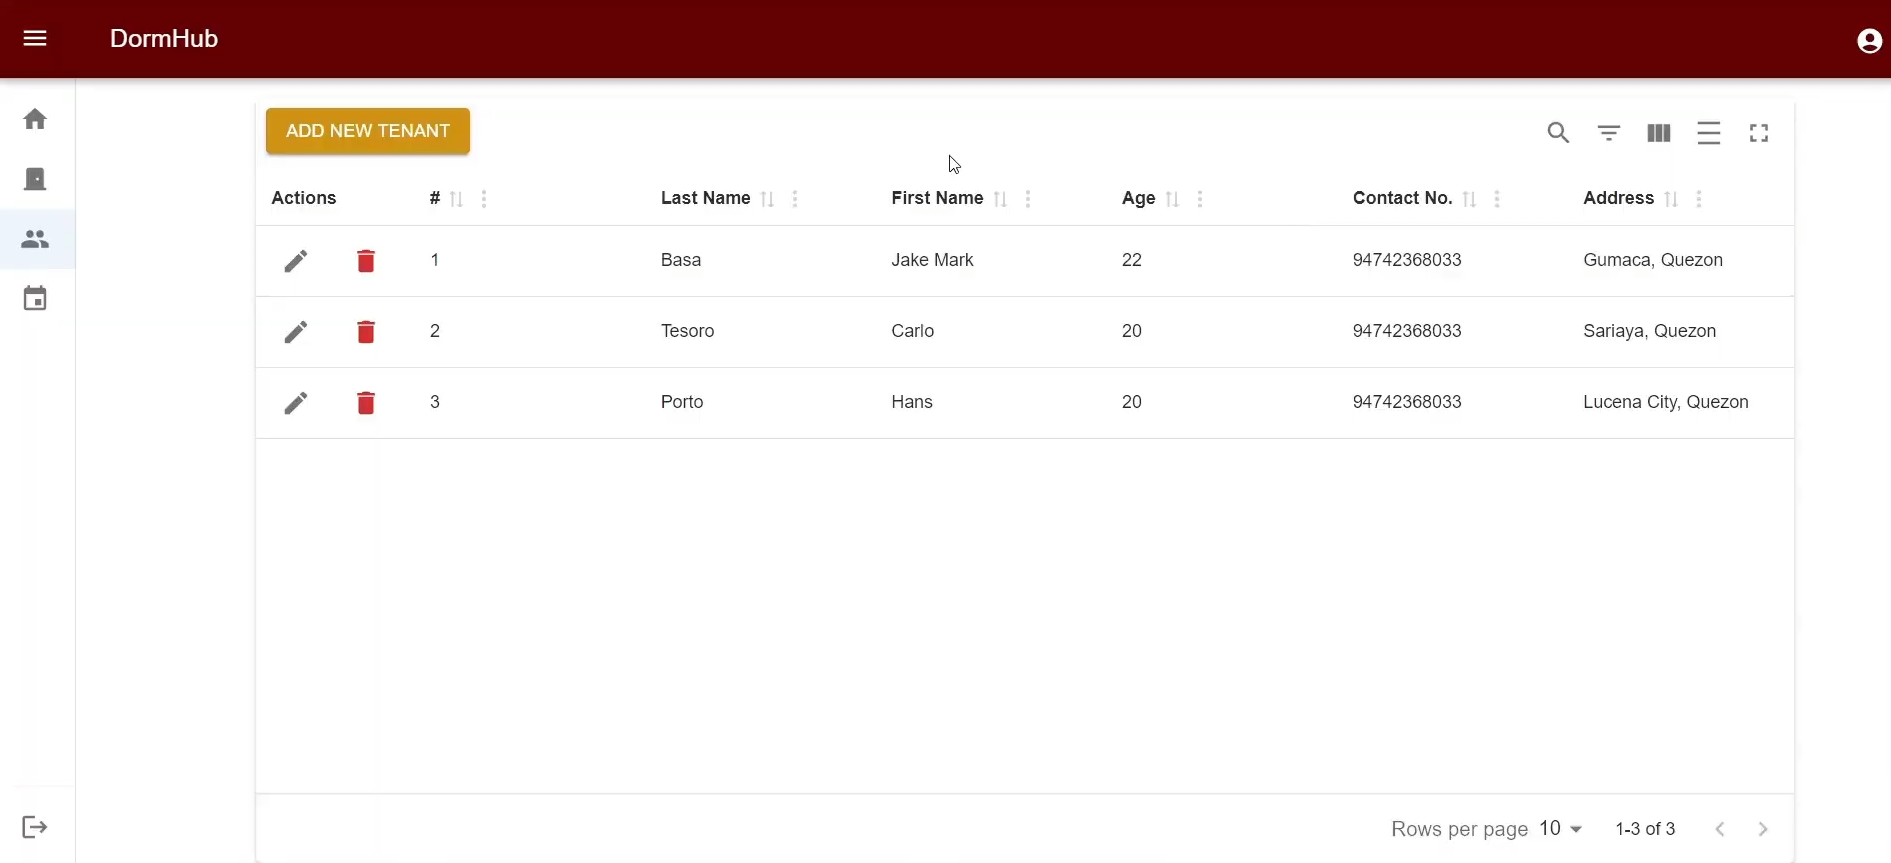 DormHub
ADD NEW TENANT
Actions # Last Name First Name Age Contact No. Address
1 Basa Jake Mark 22 94742368033 Gumaca, Quezon
2 Tesoro Carlo 20 94742368033 Sariaya, Quezon
3 Porto Hans 20 94742368033 Lucena City, Quezon
Rows per page 10 1-3 of 3